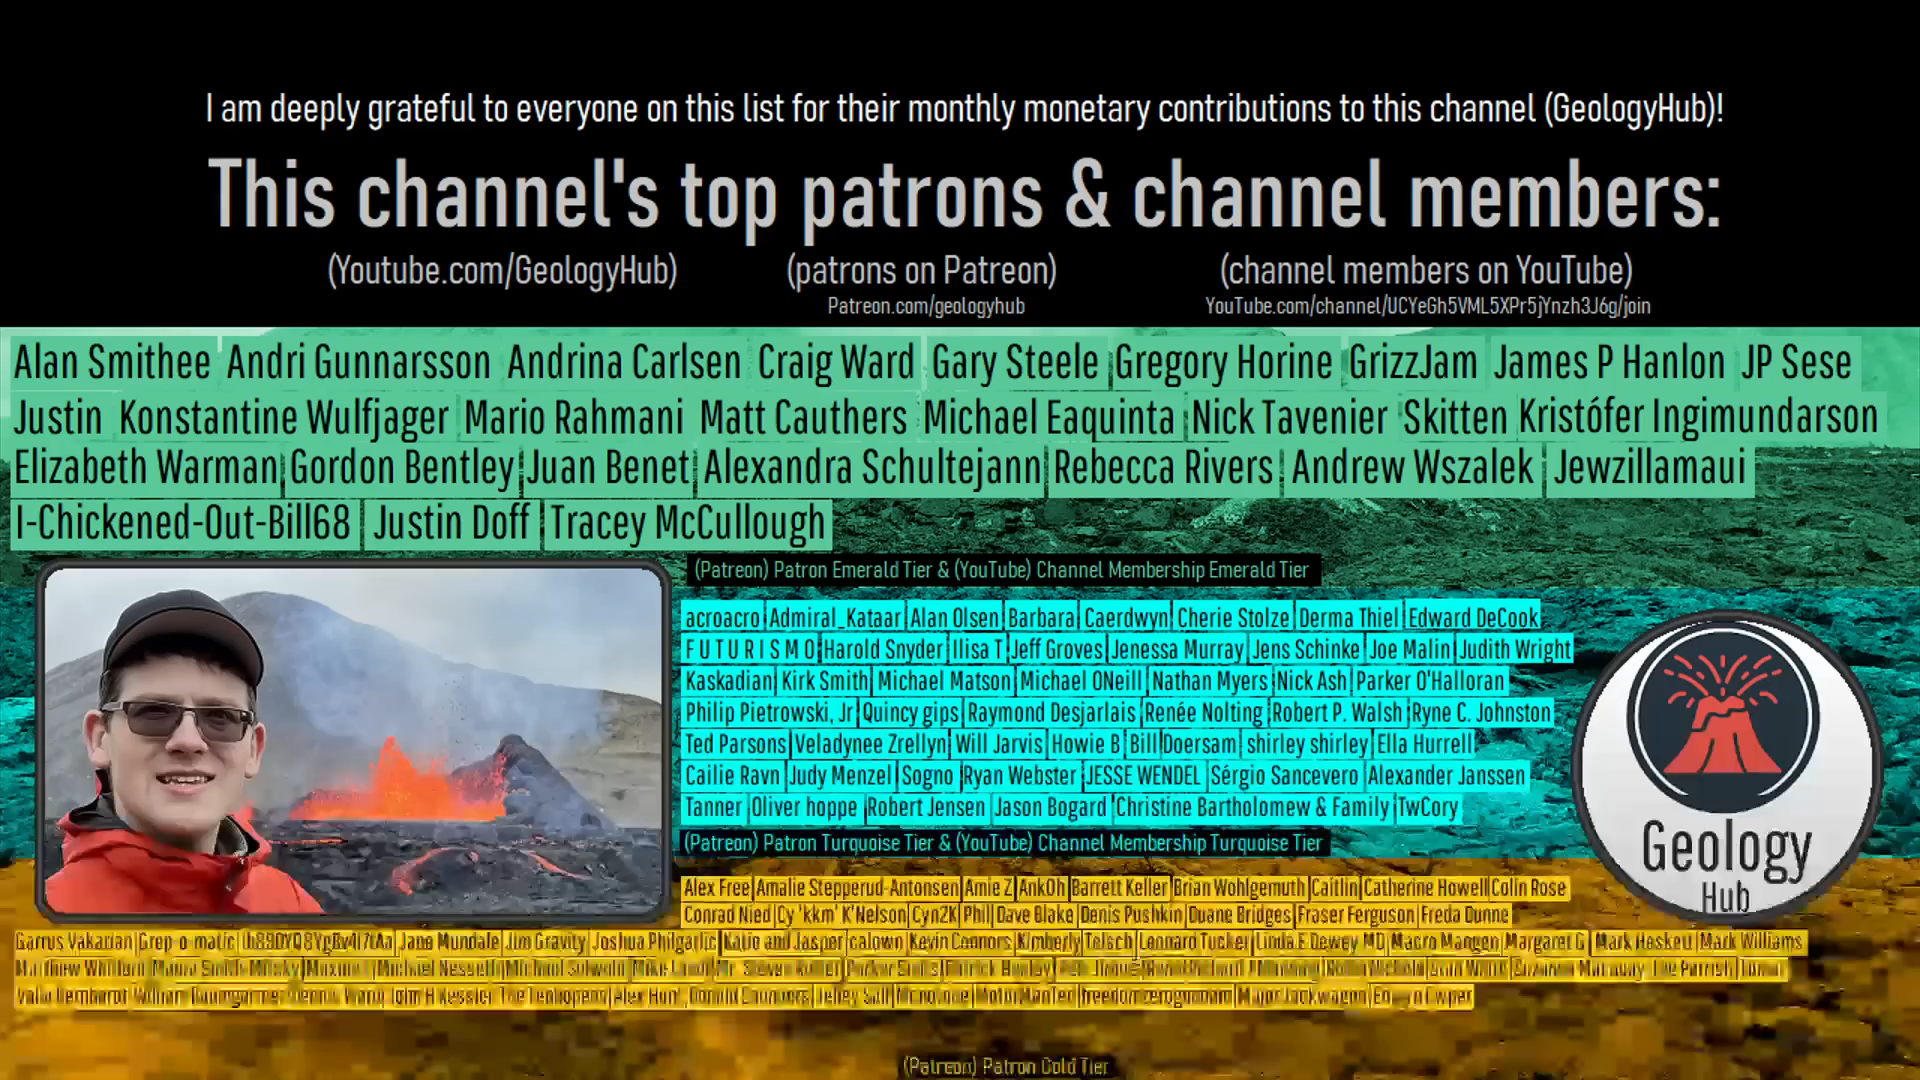 I am deeply grateful to everyone on this list for their monthly monetary contributions to this channel (GeologyHub)!
This channel's top patrons & channel members:
(Youtube.com/GeologyHub) (patrons on Patreon) (channel members on YouTube)
Patreon.com/geologyhub YouTube.com/channel/UCYeGh5VML5XPr5jYnzh3J6g/join
Alan Smithee Andri Gunnarsson Andrina Carlsen Craig Ward Gary Steele Gregory Horine GrizzJam James P Hanlon JP Sese
Justin Konstantine Wulfjager Mario Rahmani Matt Cauthers Michael Eaquinta Nick Tavenier Skitten Kristófer Ingimundarson
Elizabeth Warman Gordon Bentley Juan Benet Alexandra Schultejann Rebecca Rivers Andrew Wszalek Jewzillamaui
I-Chickened-Out-Bill68 Justin Doff Tracey McCullough
(Patreon) Patron Emerald Tier & (YouTube) Channel Membership Emerald Tier
acroacro Admiral_Kataar Alan Olsen Barbara Caerdwyn Cherie Stolze Derma Thiel Edward DeCook
F U T U R I S M O Harold Snyder Ilisa T Jeff Groves Jenessa Murray Jens Schinke Joe Malin Judith Wright
Kaskadian Kirk Smith Michael Matson Michael ONeill Nathan Myers Nick Ash Parker O'Halloran
Philip Pietrowski, Jr Quincy gips Raymond Desjarlais Renée Nolting Robert P. Walsh Ryne C. Johnston
Ted Parsons Veladynee Zrellyn Will Jarvis Howie B Bill Doersam shirley shirley Ella Hurrell
Cailie Ravn Judy Menzel Sogno Ryan Webster JESSE WENDEL Sérgio Sancevero Alexander Janssen
Tanner Oliver hoppe Robert Jensen Jason Bogard Christine Bartholomew & Family TwCory
(Patreon) Patron Turquoise Tier & (YouTube) Channel Membership Turquoise Tier
Alex Free Amalie Stepperud-Antonsen Amie Z AnkOh Barrett Keller Brian Wohlgemuth Caitlin Catherine Howell Colin Rose
Conrad Nied Cy 'kkm' K'Nelson Cyn2K Phil Dave Blake Denis Pushkin Duane Bridges Fraser Ferguson Freda Dunne
Garrus Vakarian Grep-o-matic Jane Mundale Jim Gravity Joshua Philgarlic Katio and Jasper calown Kevin Connors Kimberly Telsch Leonard Tucker Linda E Dewey MD Macro Mangen Margaret G Mark Haskett Mark Williams
John H Kessler
(Patreon) Patron Gold Tier
Geology
Hub